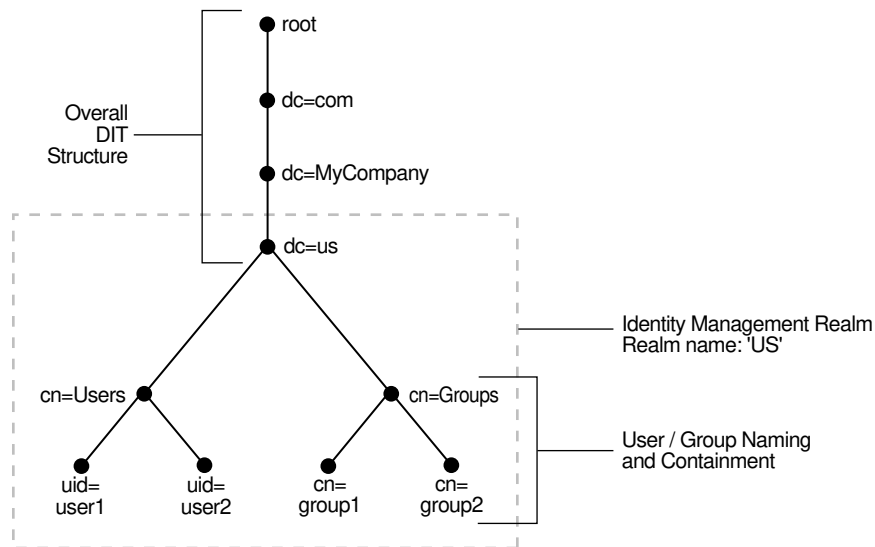 root
dc=com
Overall
DIT
Structure
dc=MyCompany
dc=us
Identity Management Realm
Realm name: 'US'
cn=Users
cn=Groups
User / Group Naming
and Containment
uid=
user1
uid=
user2
cn=
group1
cn=
group2